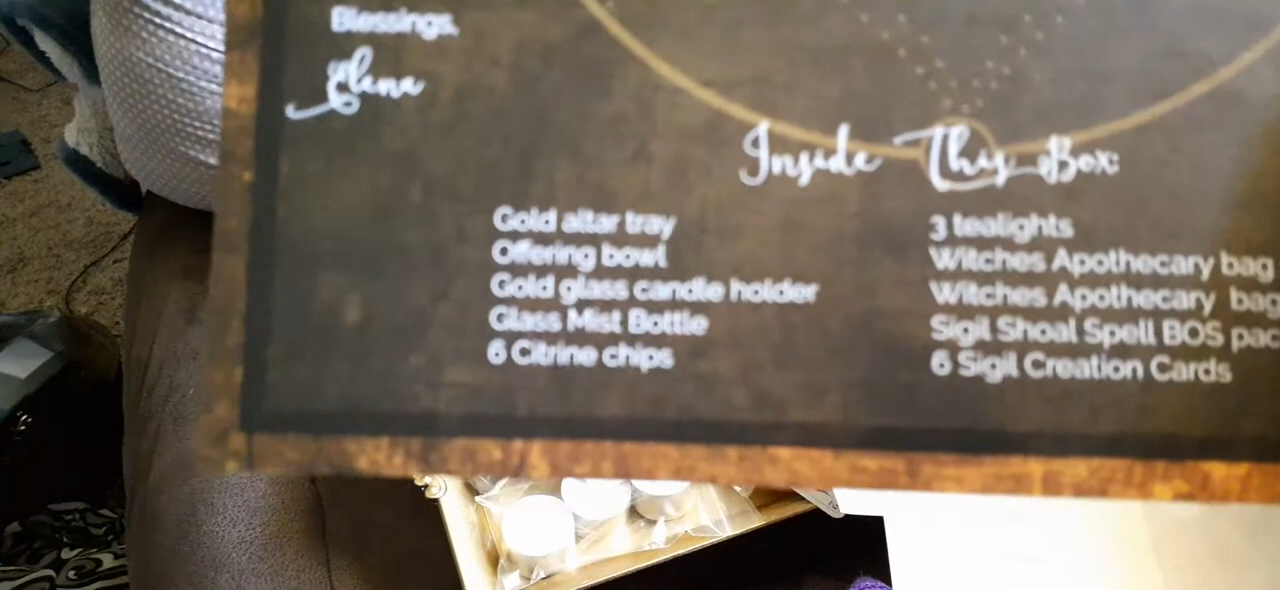 Blessings,
Elene
Inside This Box:
Gold altar tray
Offering bowl
Gold glass candle holder
Glass Mist Bottle
6 Citrine chips
3 tealights
Witches Apothecary bag
Witches Apothecary bag
Sigil Shoal Spell BOS pac
6 Sigil Creation Cards